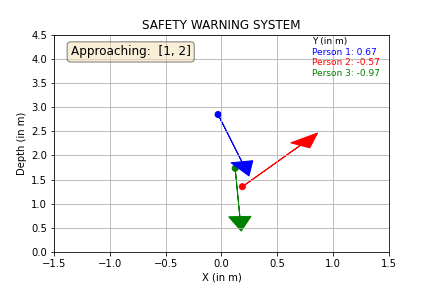 SAFETY WARNING SYSTEM
Approaching: [1, 2]
Y (in m)
Person 1: 0.67
Person 2: -0.57
Person 3: -0.97
4.5
4.0
3.5
3.0
2.5
2.0
1.5
1.0
0.5
0.0
Depth (in m)
−1.5 −1.0 −0.5 0.0 0.5 1.0 1.5
X (in m)